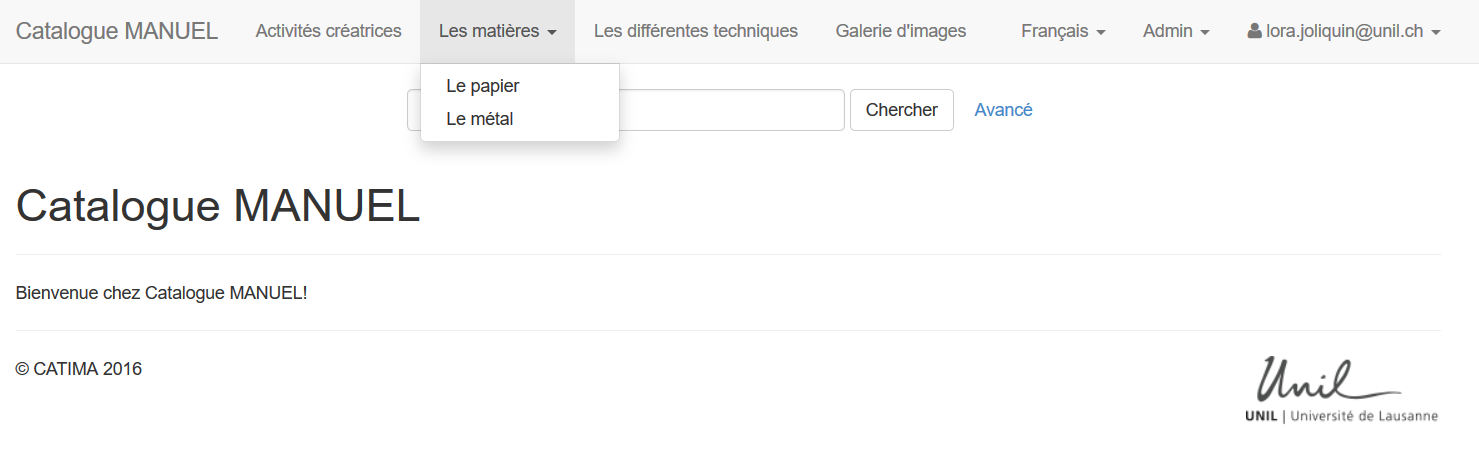 Catalogue MANUEL Activités créatrices Les matières Les différentes techniques Galerie d'images Français Admin lora.joliquin@unil.ch
Le papier
Le métal
Chercher Avancé
Catalogue MANUEL
Bienvenue chez Catalogue MANUEL!
© CATIMA 2016
Unil
UNIL | Université de Lausanne